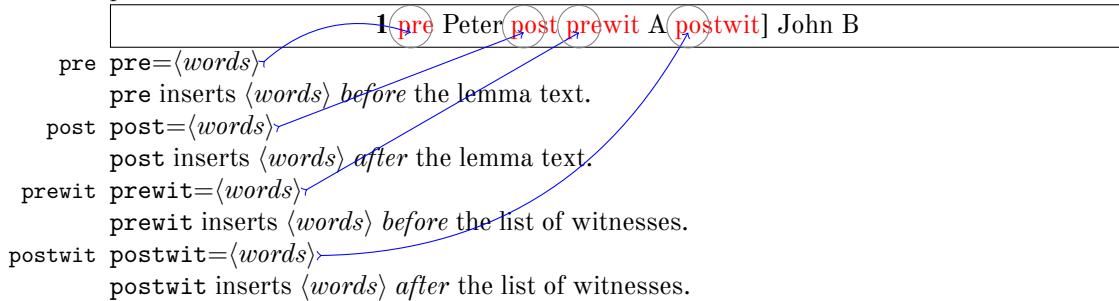 1 pre Peter post prewit A postwit] John B
pre pre=⟨words⟩
pre inserts ⟨words⟩ before the lemma text.
post post=⟨words⟩
post inserts ⟨words⟩ after the lemma text.
prewit prewit=⟨words⟩
prewit inserts ⟨words⟩ before the list of witnesses.
postwit postwit=⟨words⟩
postwit inserts ⟨words⟩ after the list of witnesses.